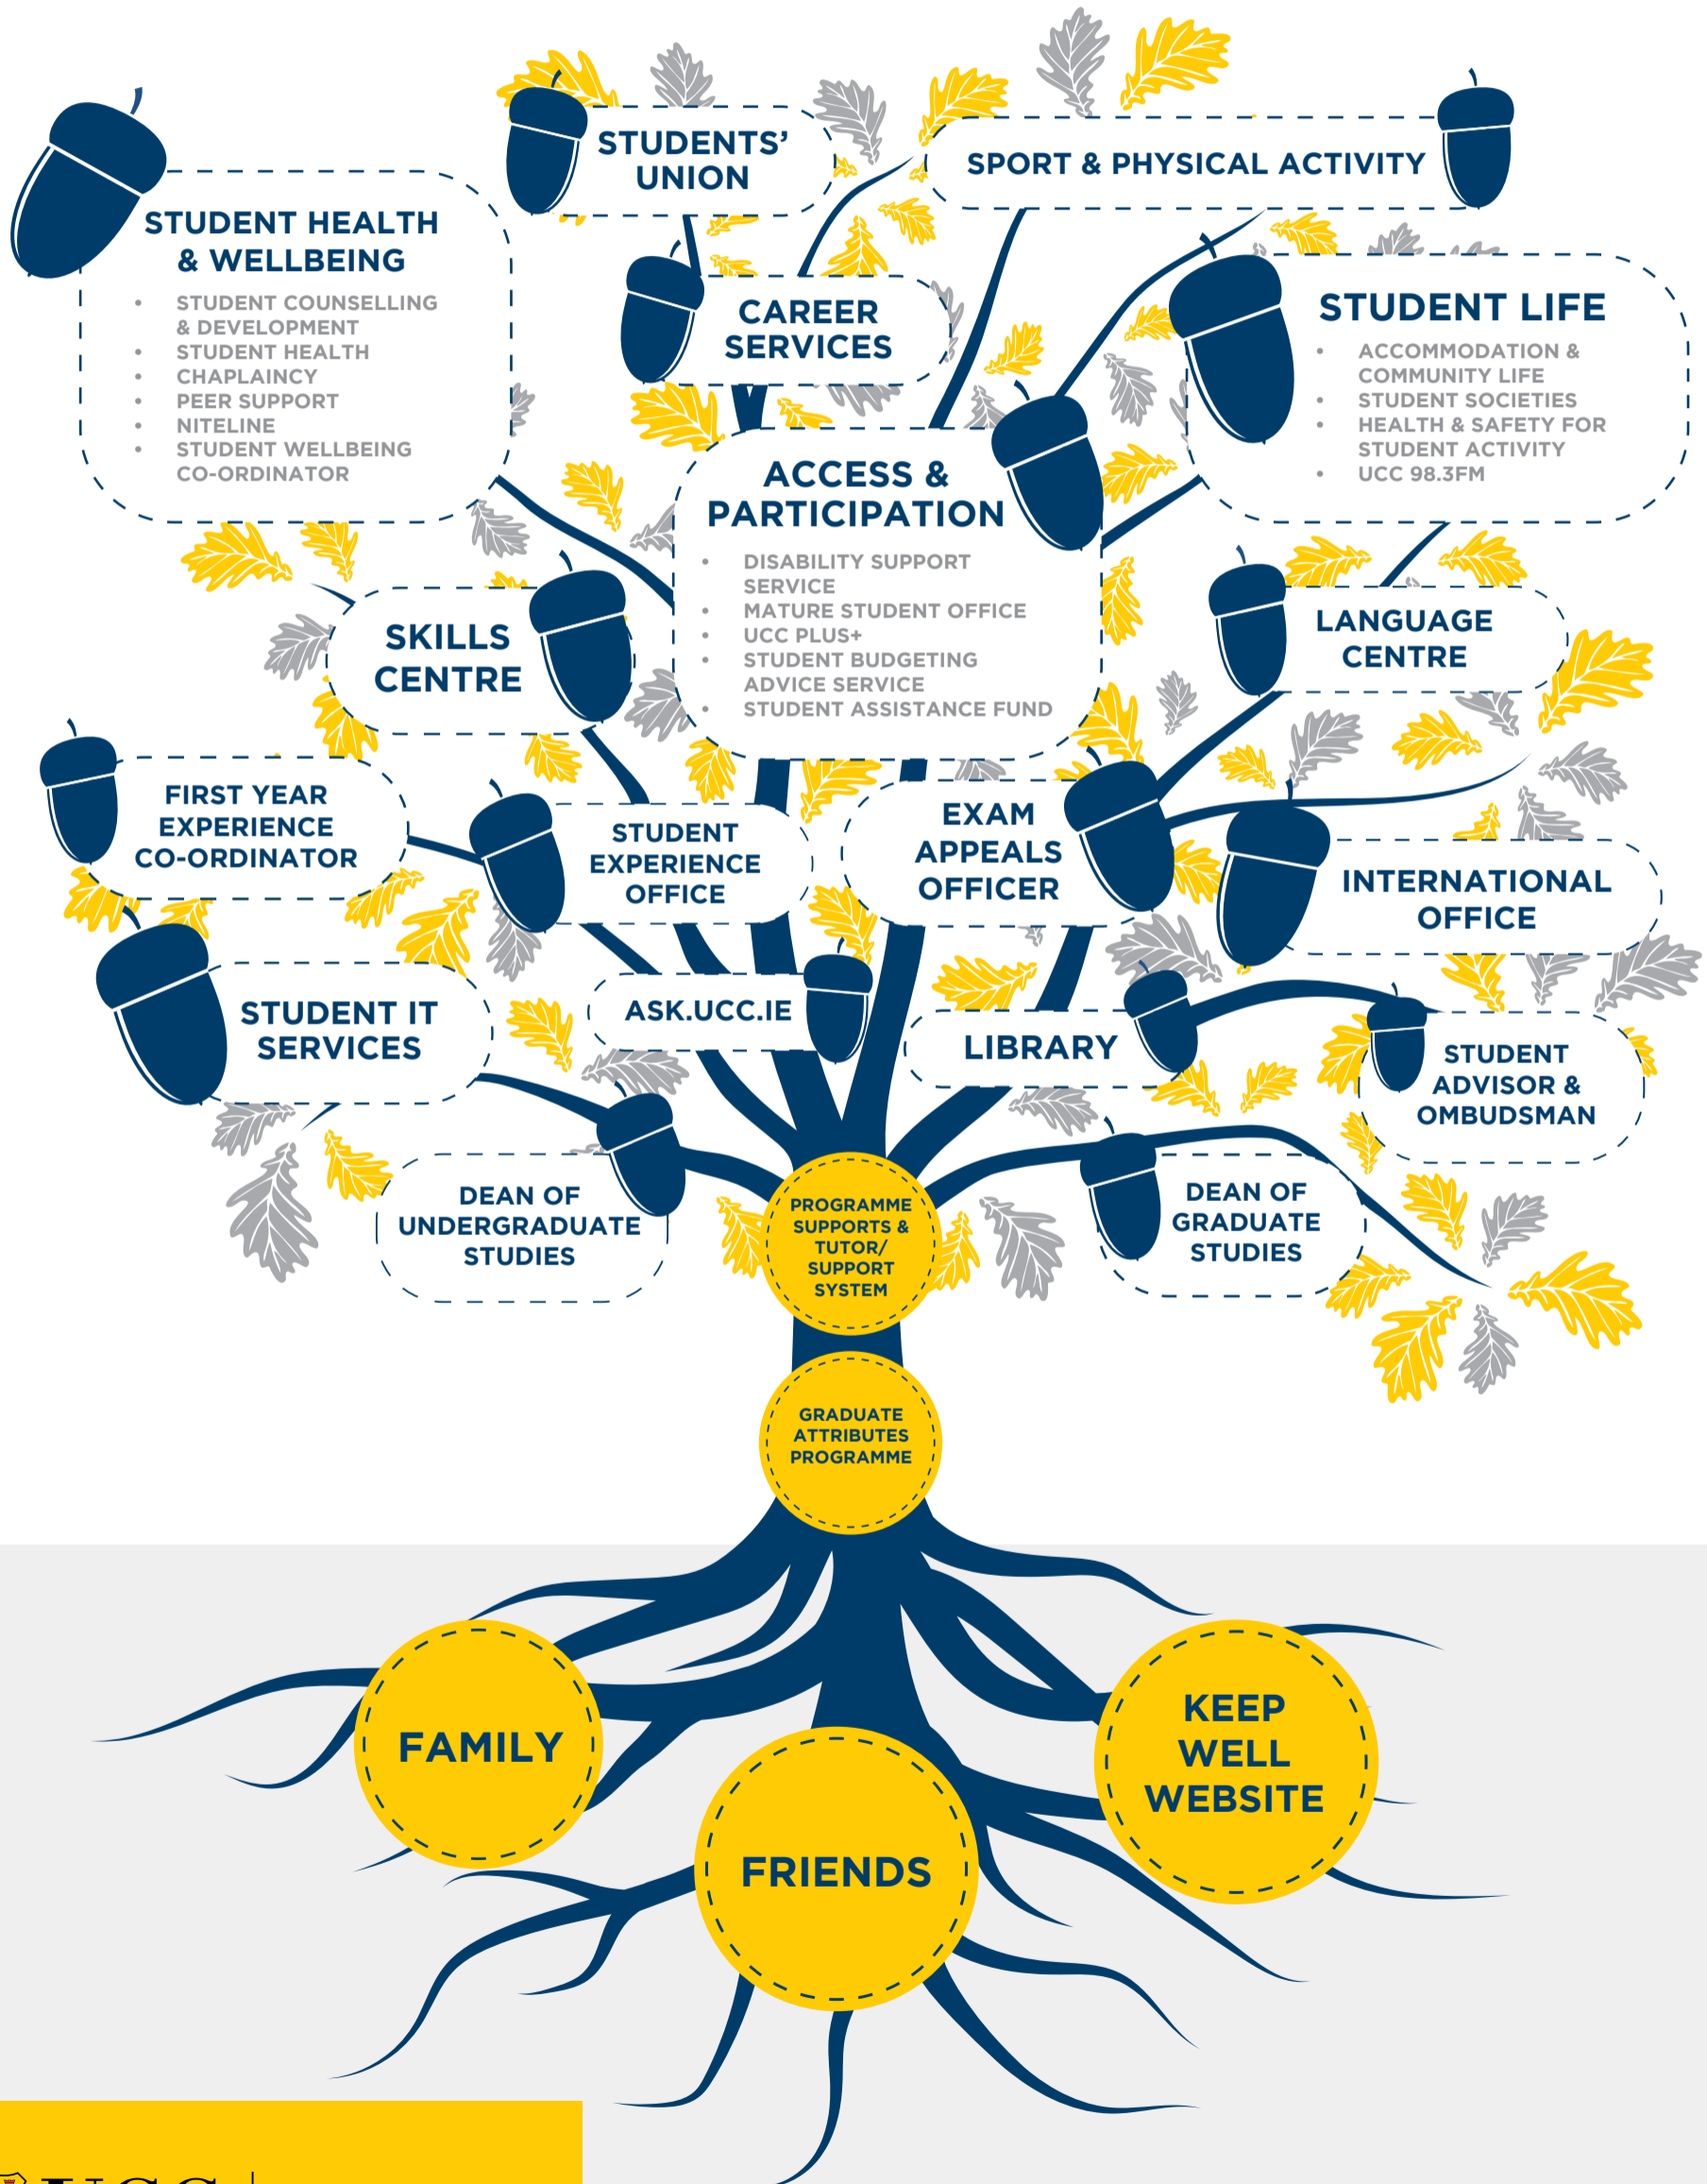 STUDENTS'
UNION
SPORT & PHYSICAL ACTIVITY
STUDENT HEALTH
& WELLBEING
• STUDENT COUNSELLING
& DEVELOPMENT
• STUDENT HEALTH
• CHAPLAINCY
• PEER SUPPORT
• NITELINE
• STUDENT WELLBEING
CO-ORDINATOR
CAREER
SERVICES
STUDENT LIFE
• ACCOMMODATION &
COMMUNITY LIFE
• STUDENT SOCIETIES
• HEALTH & SAFETY FOR
STUDENT ACTIVITY
• UCC 98.3FM
ACCESS &
PARTICIPATION
• DISABILITY SUPPORT
SERVICE
• MATURE STUDENT OFFICE
• UCC PLUS+
• STUDENT BUDGETING
ADVICE SERVICE
• STUDENT ASSISTANCE FUND
SKILLS
CENTRE
LANGUAGE
CENTRE
FIRST YEAR
EXPERIENCE
CO-ORDINATOR
STUDENT
EXPERIENCE
OFFICE
EXAM
APPEALS
OFFICER
INTERNATIONAL
OFFICE
STUDENT IT
SERVICES
ASK.UCC.IE
LIBRARY
STUDENT
ADVISOR &
OMBUDSMAN
DEAN OF
UNDERGRADUATE
STUDIES
PROGRAMME
SUPPORTS &
TUTOR/
SUPPORT
SYSTEM
DEAN OF
GRADUATE
STUDIES
GRADUATE
ATTRIBUTES
PROGRAMME
FAMILY
KEEP
WELL
WEBSITE
FRIENDS